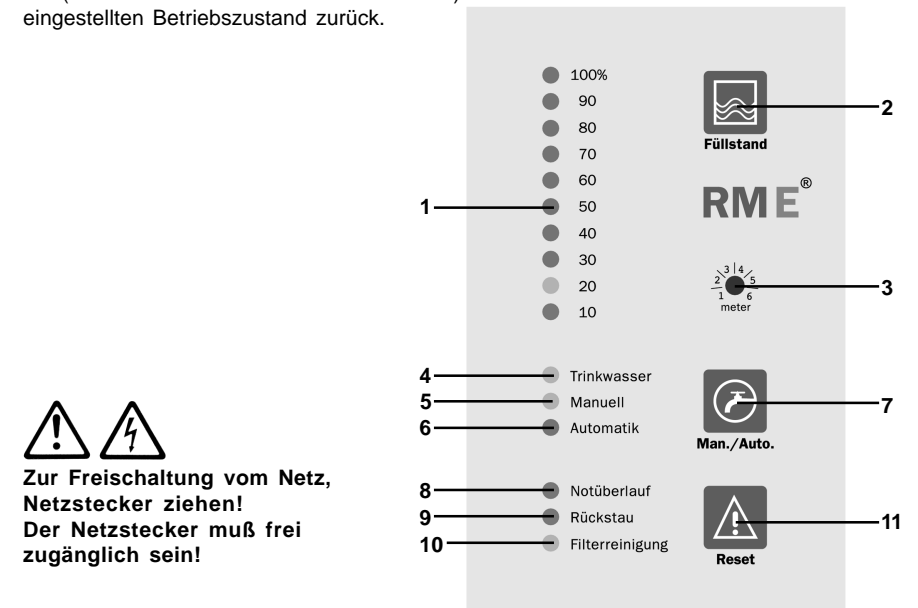 eingestellten Betriebszustand zurück.
100%
90
80
70
60
1 50
40
30
20
10
Füllstand 2
RME®
1 2 3 4 5 6 3
meter
4 Trinkwasser
5 Manuell
6 Automatik
Man./Auto. 7
8 Notüberlauf
9 Rückstau
10 Filterreinigung
Reset 11
Zur Freischaltung vom Netz,
Netzstecker ziehen!
Der Netzstecker muß frei
zugänglich sein!